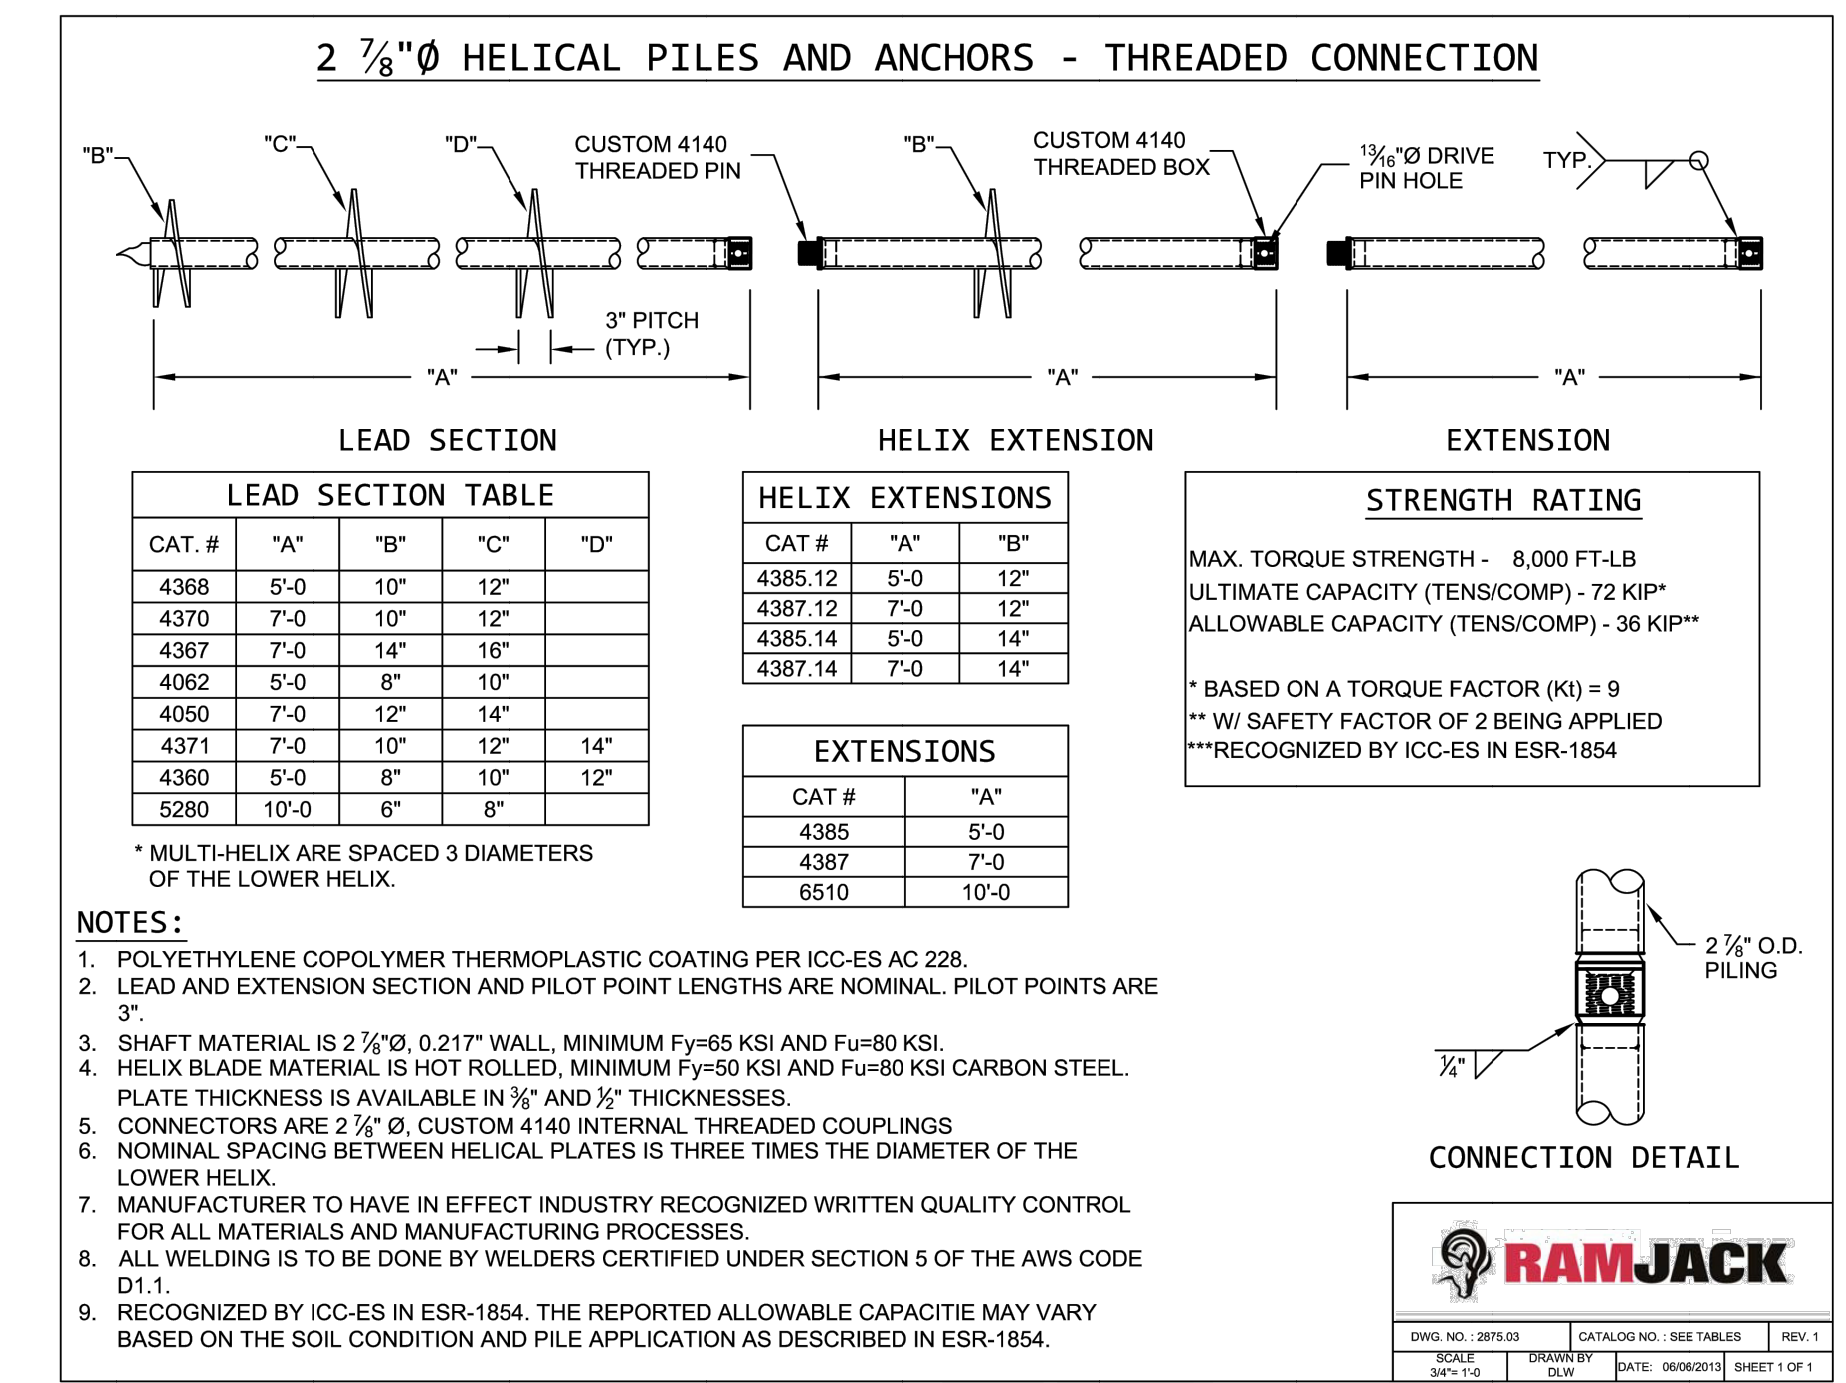 2 ⅞"Ø HELICAL PILES AND ANCHORS - THREADED CONNECTION
"B"
"C"
"D"
CUSTOM 4140
THREADED PIN
"B"
CUSTOM 4140
THREADED BOX
13⁄16"Ø DRIVE
PIN HOLE
TYP.
3" PITCH
(TYP.)
"A"
"A"
"A"
LEAD SECTION
HELIX EXTENSION
EXTENSION
LEAD SECTION TABLE
CAT. # "A" "B" "C" "D"
4368 5'-0 10" 12"
4370 7'-0 10" 12"
4367 7'-0 14" 16"
4062 5'-0 8" 10"
4050 7'-0 12" 14"
4371 7'-0 10" 12" 14"
4360 5'-0 8" 10" 12"
5280 10'-0 6" 8"
* MULTI-HELIX ARE SPACED 3 DIAMETERS
OF THE LOWER HELIX.
HELIX EXTENSIONS
CAT # "A" "B"
4385.12 5'-0 12"
4387.12 7'-0 12"
4385.14 5'-0 14"
4387.14 7'-0 14"
EXTENSIONS
CAT # "A"
4385 5'-0
4387 7'-0
6510 10'-0
STRENGTH RATING
MAX. TORQUE STRENGTH - 8,000 FT-LB
ULTIMATE CAPACITY (TENS/COMP) - 72 KIP*
ALLOWABLE CAPACITY (TENS/COMP) - 36 KIP**
* BASED ON A TORQUE FACTOR (Kt) = 9
** W/ SAFETY FACTOR OF 2 BEING APPLIED
***RECOGNIZED BY ICC-ES IN ESR-1854
NOTES:
1. POLYETHYLENE COPOLYMER THERMOPLASTIC COATING PER ICC-ES AC 228.
2. LEAD AND EXTENSION SECTION AND PILOT POINT LENGTHS ARE NOMINAL. PILOT POINTS ARE
3".
3. SHAFT MATERIAL IS 2 ⅞"Ø, 0.217" WALL, MINIMUM Fy=65 KSI AND Fu=80 KSI.
4. HELIX BLADE MATERIAL IS HOT ROLLED, MINIMUM Fy=50 KSI AND Fu=80 KSI CARBON STEEL.
PLATE THICKNESS IS AVAILABLE IN ⅜" AND ½" THICKNESSES.
5. CONNECTORS ARE 2 ⅞" Ø, CUSTOM 4140 INTERNAL THREADED COUPLINGS
6. NOMINAL SPACING BETWEEN HELICAL PLATES IS THREE TIMES THE DIAMETER OF THE
LOWER HELIX.
7. MANUFACTURER TO HAVE IN EFFECT INDUSTRY RECOGNIZED WRITTEN QUALITY CONTROL
FOR ALL MATERIALS AND MANUFACTURING PROCESSES.
8. ALL WELDING IS TO BE DONE BY WELDERS CERTIFIED UNDER SECTION 5 OF THE AWS CODE
D1.1.
9. RECOGNIZED BY ICC-ES IN ESR-1854. THE REPORTED ALLOWABLE CAPACITIE MAY VARY
BASED ON THE SOIL CONDITION AND PILE APPLICATION AS DESCRIBED IN ESR-1854.
2 ⅞" O.D.
PILING
¼"
CONNECTION DETAIL
RAMJACK
DWG. NO. : 2875.03 CATALOG NO. : SEE TABLES REV. 1
SCALE
3/4"= 1'-0
DRAWN BY
DLW
DATE: 06/06/2013
SHEET 1 OF 1